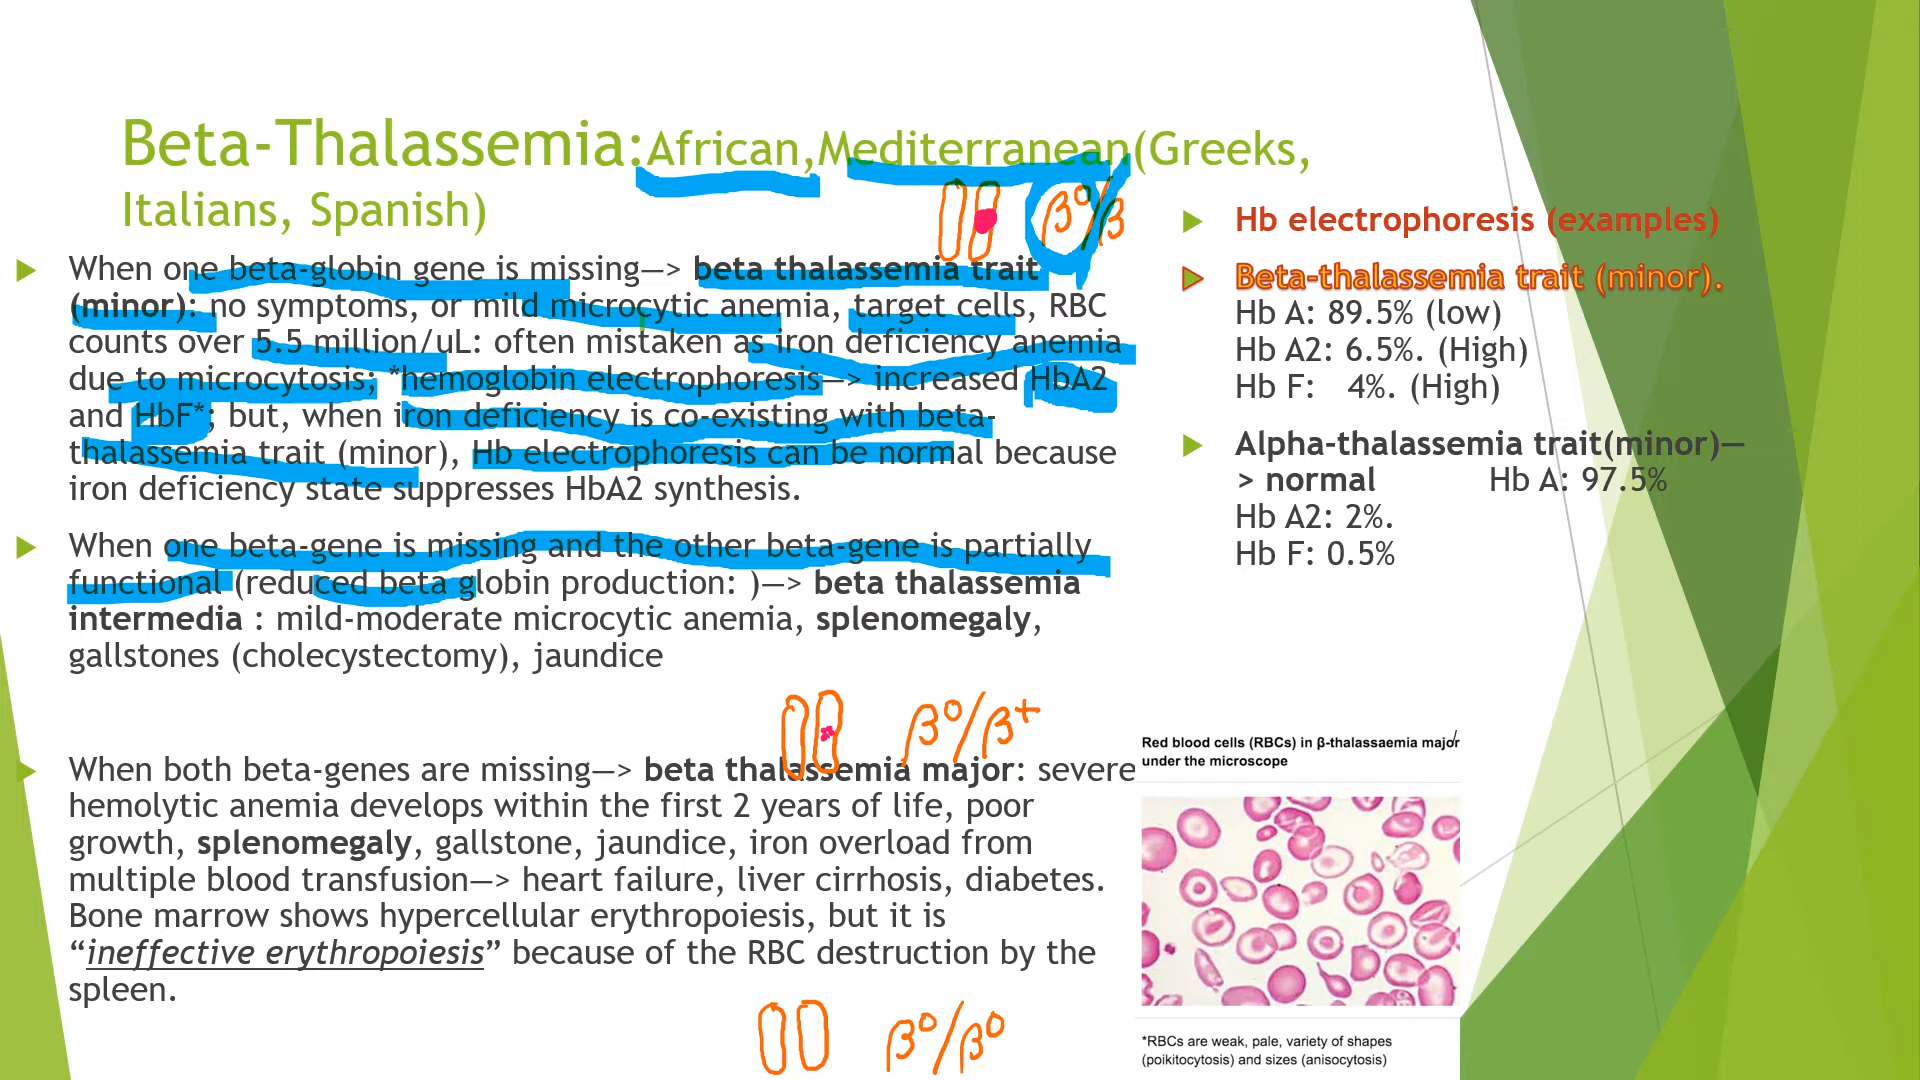 Beta-Thalassemia:African,Mediterranean(Greeks,
Italians, Spanish)
β⁰/β
When one beta-globin gene is missing—> beta thalassemia trait
(minor): no symptoms, or mild microcytic anemia, target cells, RBC
counts over 5.5 million/uL: often mistaken as iron deficiency anemia
due to microcytosis; *hemoglobin electrophoresis—> increased HbA2
and HbF*; but, when iron deficiency is co-existing with beta-
thalassemia trait (minor), Hb electrophoresis can be normal because
iron deficiency state suppresses HbA2 synthesis.
When one beta-gene is missing and the other beta-gene is partially
functional (reduced beta globin production: )—> beta thalassemia
intermedia : mild-moderate microcytic anemia, splenomegaly,
gallstones (cholecystectomy), jaundice
β⁰/β⁺
When both beta-genes are missing—> beta thalassemia major: severe
hemolytic anemia develops within the first 2 years of life, poor
growth, splenomegaly, gallstone, jaundice, iron overload from
multiple blood transfusion—> heart failure, liver cirrhosis, diabetes.
Bone marrow shows hypercellular erythropoiesis, but it is
“ineffective erythropoiesis” because of the RBC destruction by the
spleen.
β⁰/β⁰
Hb electrophoresis (examples)
Beta-thalassemia trait (minor).
Hb A: 89.5% (low)
Hb A2: 6.5%. (High)
Hb F: 4%. (High)
Alpha-thalassemia trait(minor)—
> normal Hb A: 97.5%
Hb A2: 2%.
Hb F: 0.5%
Red blood cells (RBCs) in β-thalassaemia major
under the microscope
*RBCs are weak, pale, variety of shapes
(poikitocytosis) and sizes (anisocytosis)